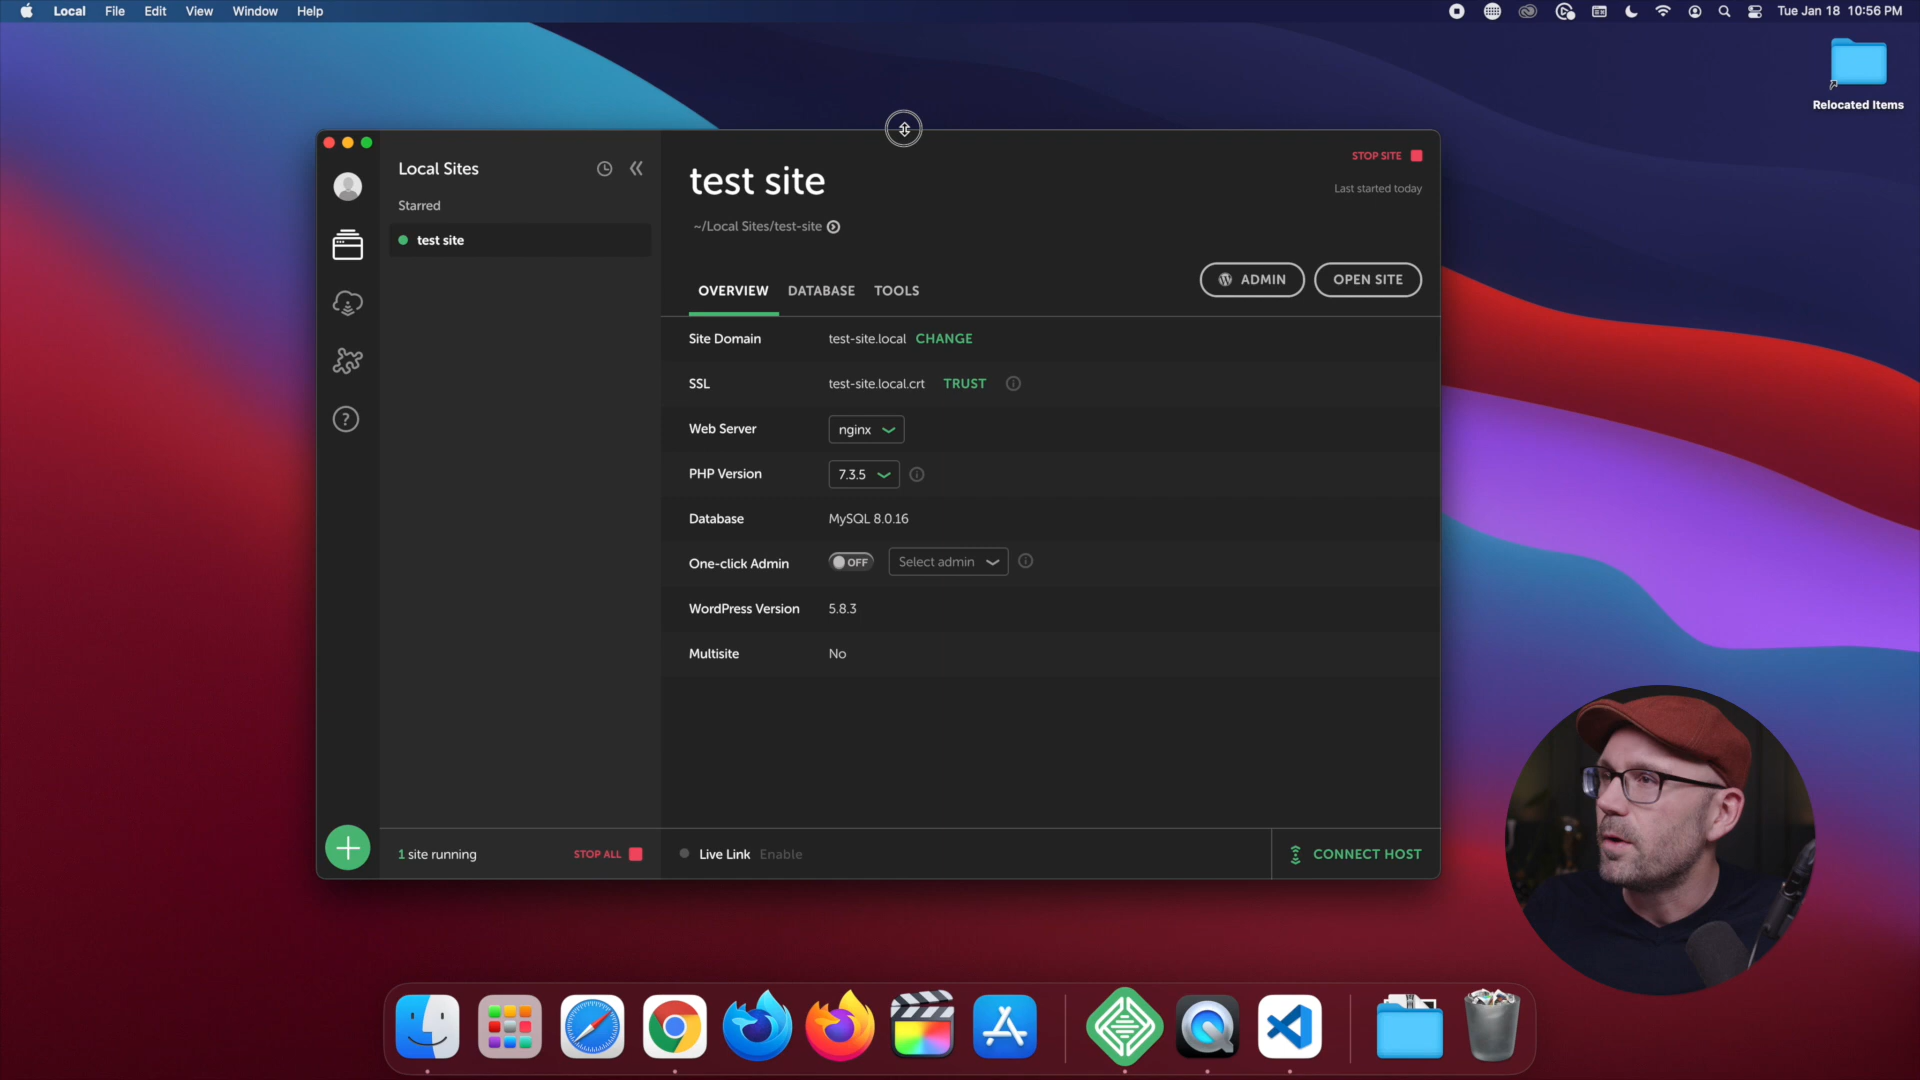 Local File Edit View Window Help
Tue Jan 18 10:56 PM
Relocated Items
Local Sites
Starred
test site
1 site running
STOP ALL
test site
STOP SITE
Last started today
~/Local Sites/test-site
OVERVIEW DATABASE TOOLS
ADMIN
OPEN SITE
Site Domain test-site.local CHANGE
SSL test-site.local.crt TRUST
Web Server nginx
PHP Version 7.3.5
Database MySQL 8.0.16
One-click Admin OFF Select admin
WordPress Version 5.8.3
Multisite No
Live Link Enable
CONNECT HOST